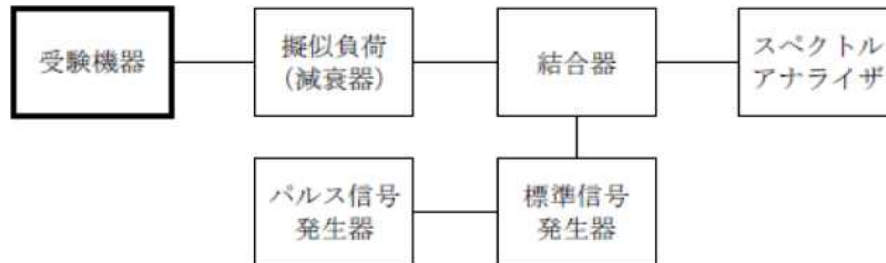 受験機器
擬似負荷
（減衰器）
結合器
スペクトル
アナライザ
パルス信号
発生器
標準信号
発生器